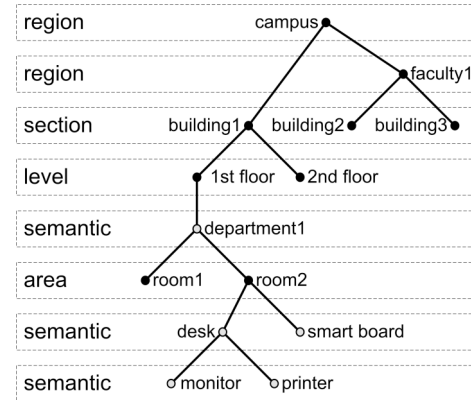 region campus
region faculty1
section building1 building2 building3
level 1st floor 2nd floor
semantic department1
area room1 room2
semantic desk smart board
semantic monitor printer